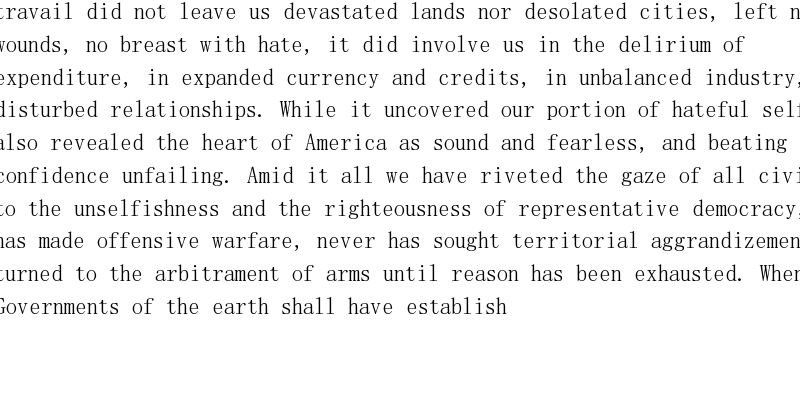 travail did not leave us devastated lands nor desolated cities, left n
wounds, no breast with hate, it did involve us in the delirium of
expenditure, in expanded currency and credits, in unbalanced industry,
disturbed relationships. While it uncovered our portion of hateful self
also revealed the heart of America as sound and fearless, and beating
confidence unfailing. Amid it all we have riveted the gaze of all civi
to the unselfishness and the righteousness of representative democracy,
has made offensive warfare, never has sought territorial aggrandizemen
turned to the arbitrament of arms until reason has been exhausted. When
Governments of the earth shall have establish